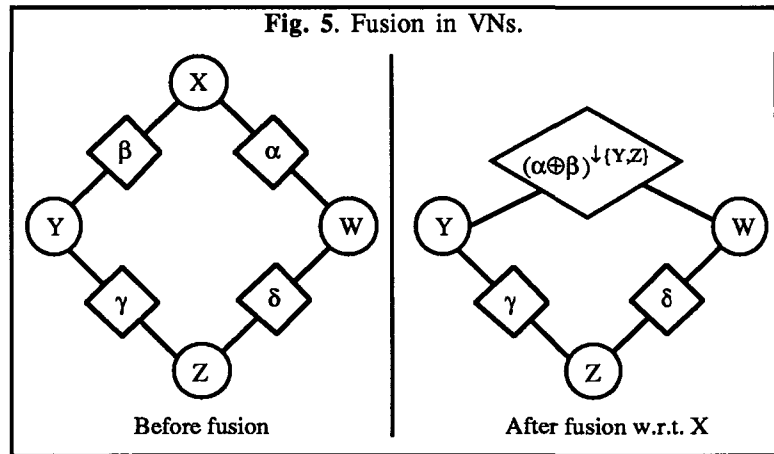 Fig. 5. Fusion in VNs.
X
β
α
Y
W
γ
δ
Z
Before fusion
(α⊕β)↓{Y,Z}
Y
W
γ
δ
Z
After fusion w.r.t. X